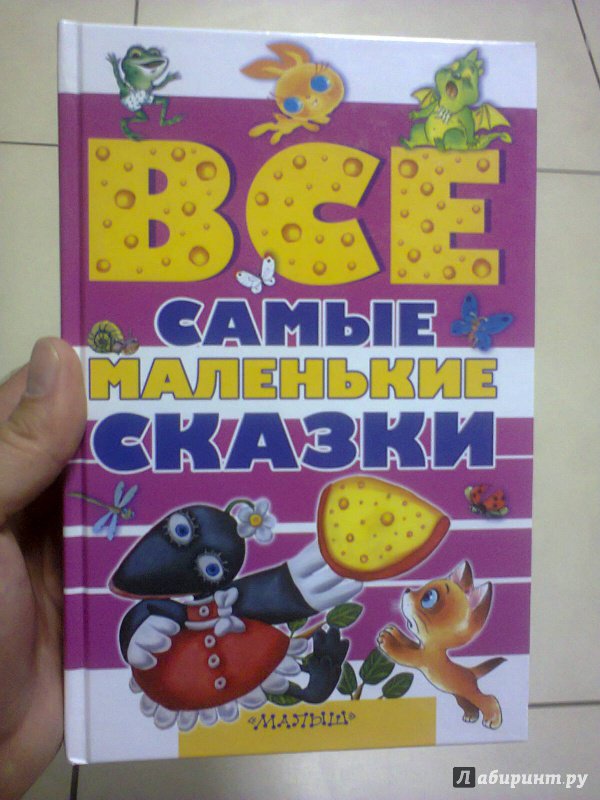 ВСЕ
САМЫЕ
МАЛЕНЬКИЕ
СКАЗКИ
«МАЛЫШ»
Лабиринт.ру